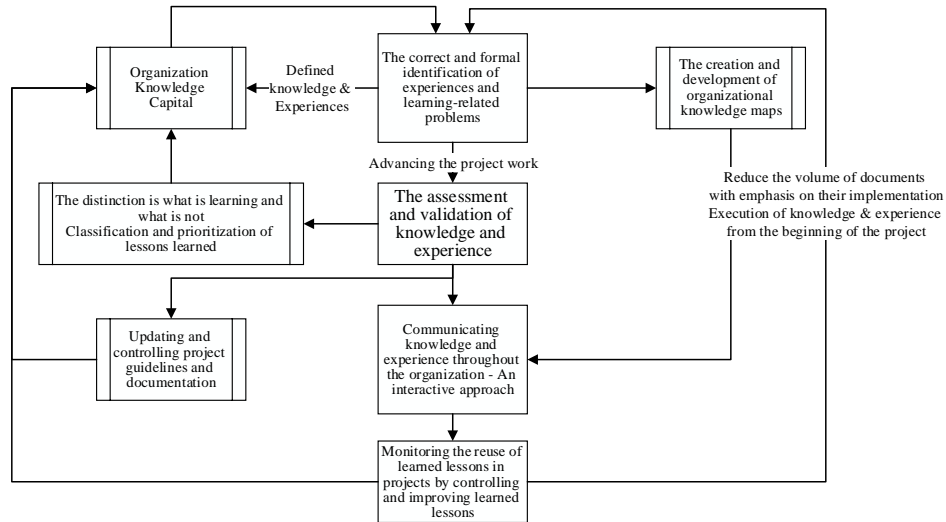 Organization
Knowledge
Capital
Defined
knowledge &
Experiences
The correct and formal
identification of
experiences and
learning-related
problems
The creation and
development of
organizational
knowledge maps
Advancing the project work
Reduce the volume of documents
with emphasis on their implementation
Execution of knowledge & experience
from the beginning of the project
The distinction is what is learning and
what is not
Classification and prioritization of
lessons learned
The assessment
and validation of
knowledge and
experience
Updating and
controlling project
guidelines and
documentation
Communicating
knowledge and
experience throughout
the organization - An
interactive approach
Monitoring the reuse of
learned lessons in
projects by controlling
and improving learned
lessons